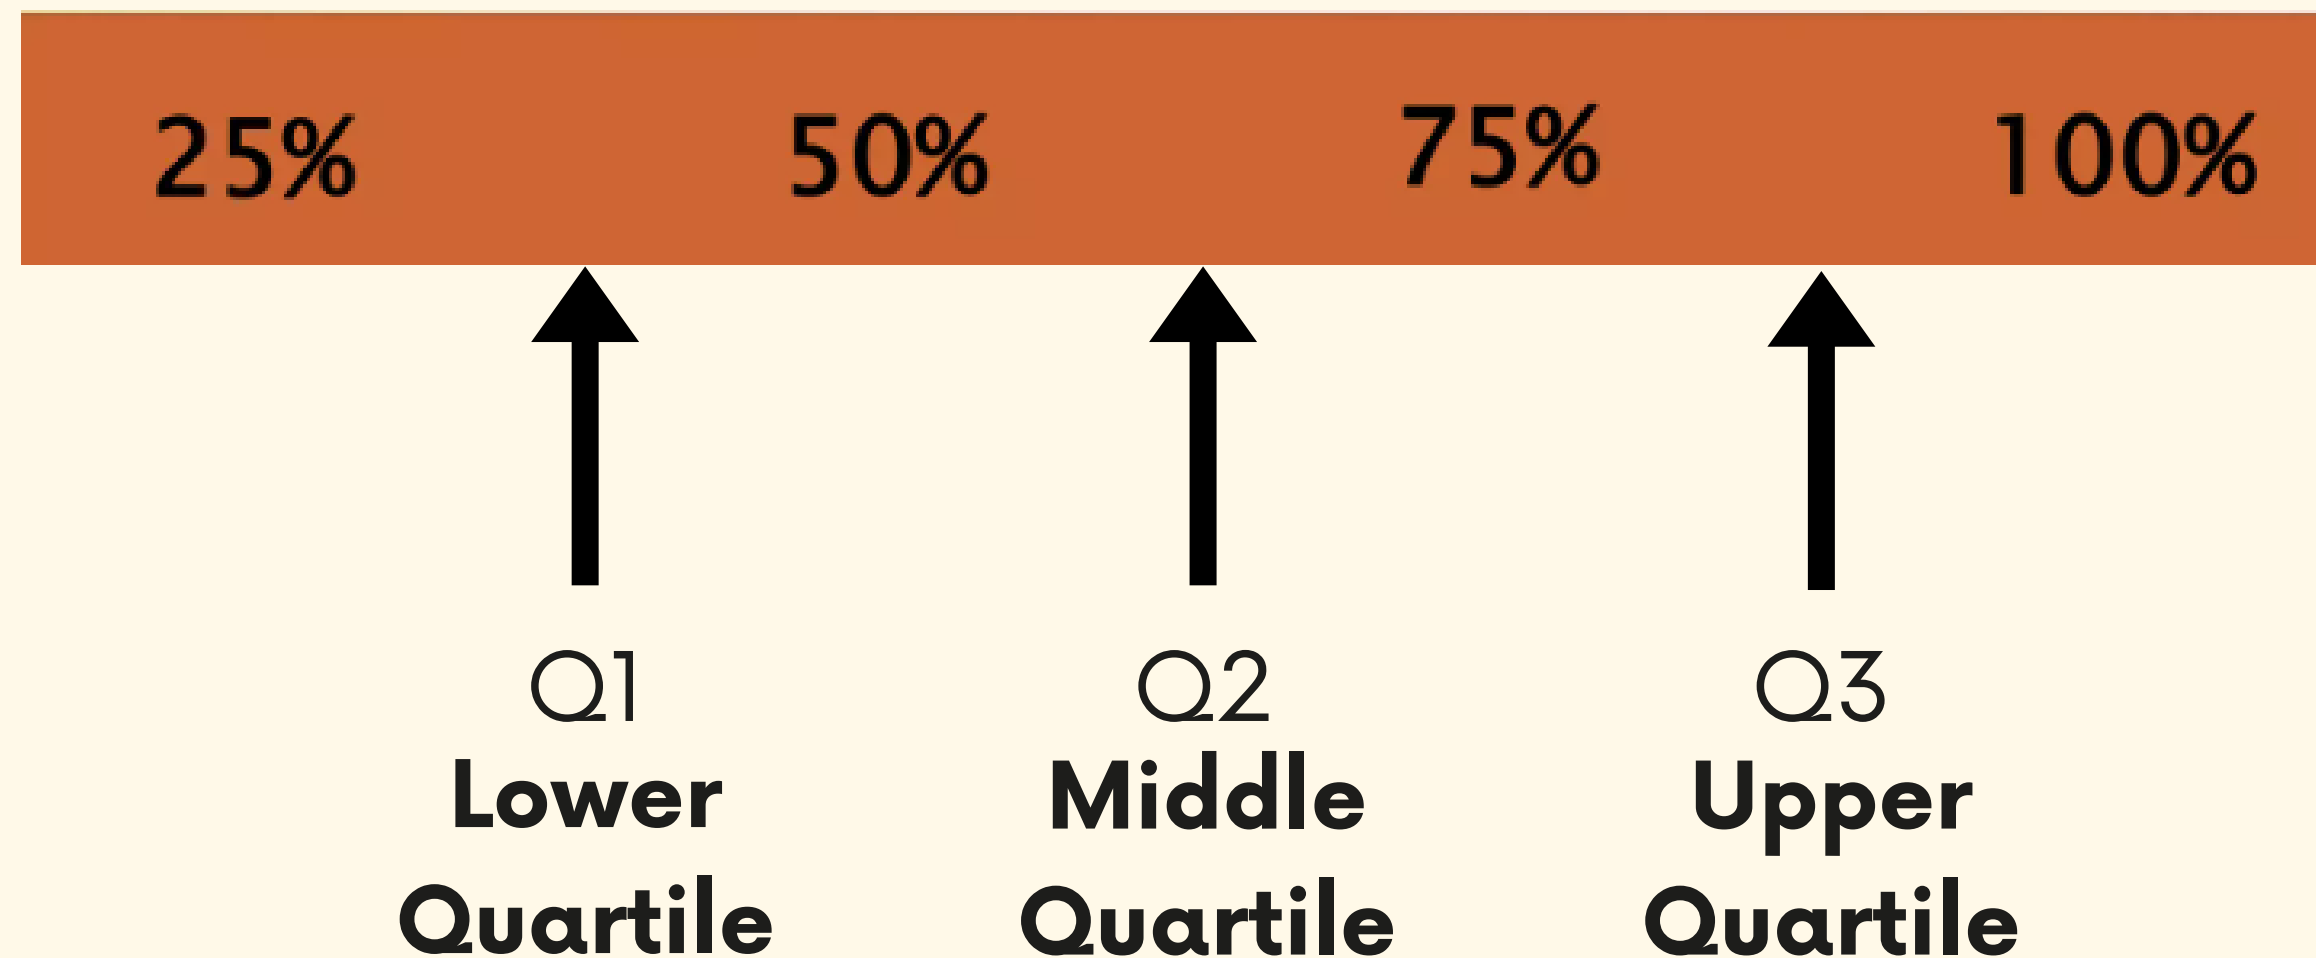 25% 50% 75% 100%
Q1 Q2 Q3
Lower Middle Upper
Quartile Quartile Quartile